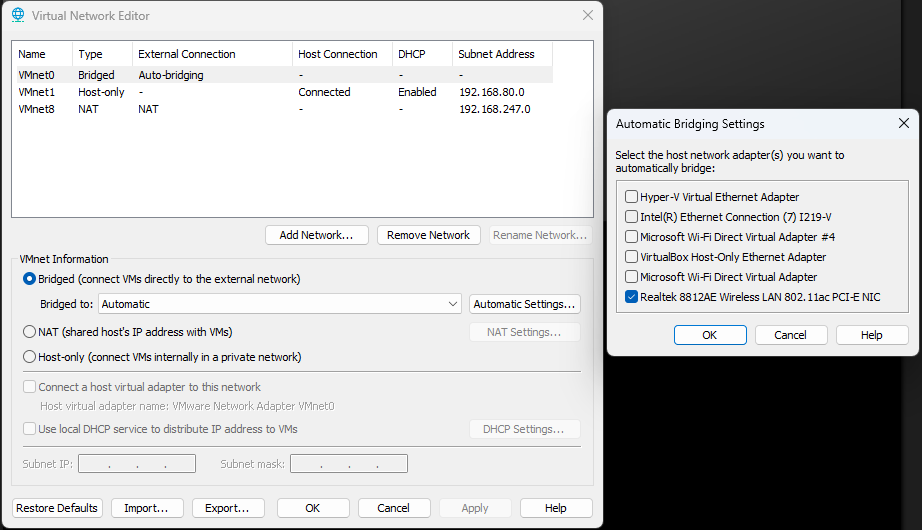 Virtual Network Editor
Name Type External Connection Host Connection DHCP Subnet Address
VMnet0 Bridged Auto-bridging - - -
VMnet1 Host-only - Connected Enabled 192.168.80.0
VMnet8 NAT NAT - - 192.168.247.0
Add Network... Remove Network Rename Network...
VMnet Information
Bridged (connect VMs directly to the external network)
Bridged to: Automatic Automatic Settings...
NAT (shared host's IP address with VMs) NAT Settings...
Host-only (connect VMs internally in a private network)
Connect a host virtual adapter to this network
Host virtual adapter name: VMware Network Adapter VMnet0
Use local DHCP service to distribute IP address to VMs DHCP Settings...
Subnet IP: . . . Subnet mask: . . .
Restore Defaults Import... Export... OK Cancel Apply Help
Automatic Bridging Settings
Select the host network adapter(s) you want to
automatically bridge:
Hyper-V Virtual Ethernet Adapter
Intel(R) Ethernet Connection (7) I219-V
Microsoft Wi-Fi Direct Virtual Adapter #4
VirtualBox Host-Only Ethernet Adapter
Microsoft Wi-Fi Direct Virtual Adapter
Realtek 8812AE Wireless LAN 802.11ac PCI-E NIC
OK Cancel Help